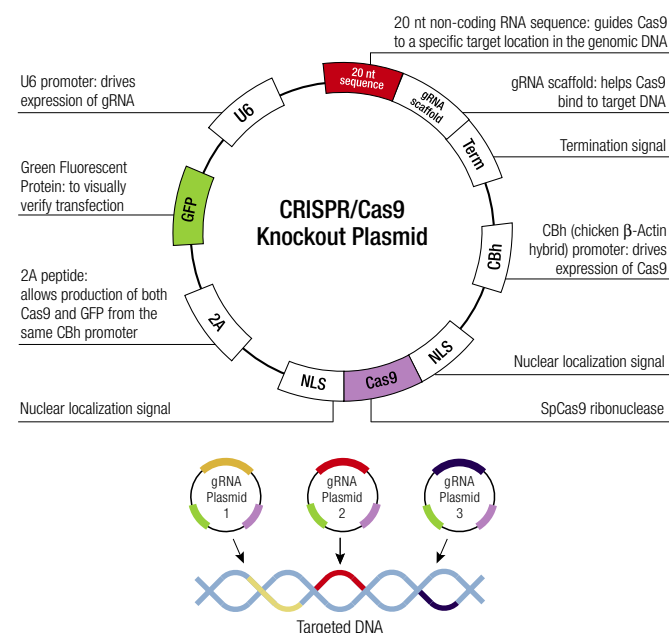 20 nt non-coding RNA sequence: guides Cas9
to a specific target location in the genomic DNA
U6 promoter: drives
expression of gRNA
20 nt
sequence
gRNA
scaffold
gRNA scaffold: helps Cas9
bind to target DNA
U6
Term
Termination signal
Green Fluorescent
Protein: to visually
verify transfection
GFP
CRISPR/Cas9
Knockout Plasmid
CBh
CBh (chicken β-Actin
hybrid) promoter: drives
expression of Cas9
2A peptide:
allows production of both
Cas9 and GFP from the
same CBh promoter
2A
NLS
Cas9
NLS
Nuclear localization signal
Nuclear localization signal
SpCas9 ribonuclease
gRNA
Plasmid
1
gRNA
Plasmid
2
gRNA
Plasmid
3
Targeted DNA